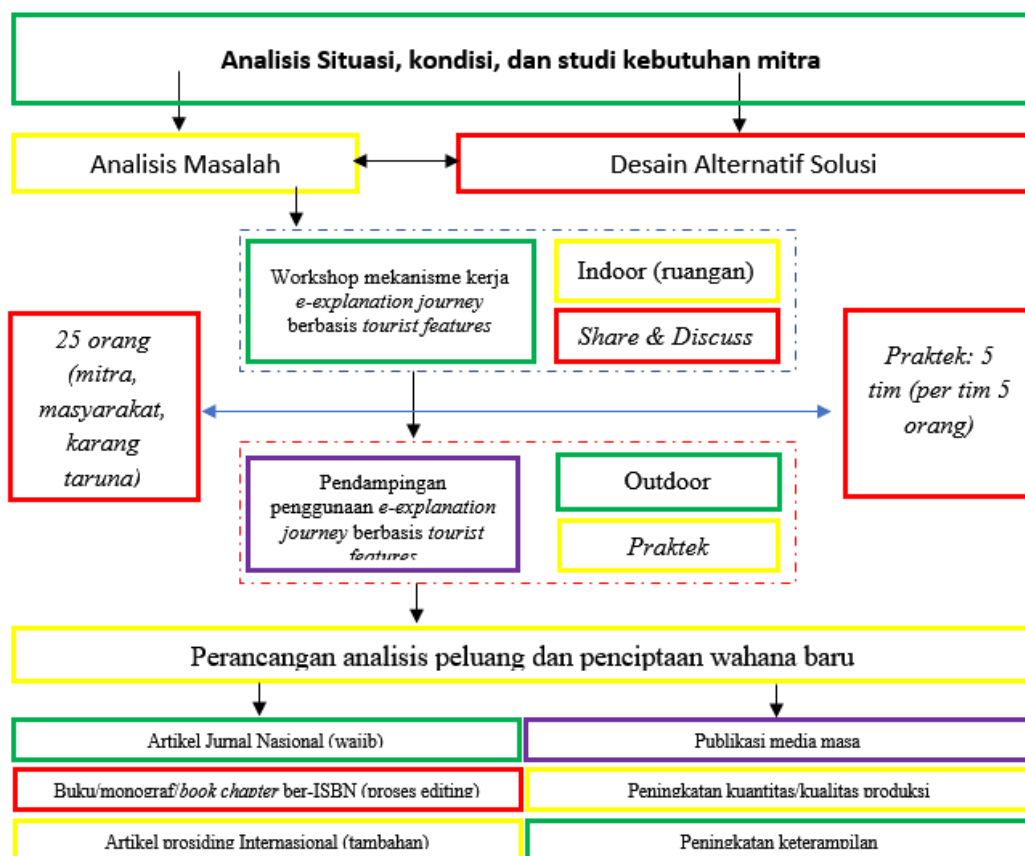 Analisis Situasi, kondisi, dan studi kebutuhan mitra
Analisis Masalah
Desain Alternatif Solusi
Workshop mekanisme kerja
e-explanation journey
berbasis tourist features
Indoor (ruangan)
Share & Discuss
25 orang
(mitra,
masyarakat,
karang
taruna)
Praktek: 5
tim (per tim 5
orang)
Pendampingan
penggunaan e-explanation
journey berbasis tourist
features
Outdoor
Praktek
Perancangan analisis peluang dan penciptaan wahana baru
Artikel Jurnal Nasional (wajib)
Publikasi media masa
Buku/monograf/book chapter ber-ISBN (proses editing)
Peningkatan kuantitas/kualitas produksi
Artikel prosiding Internasional (tambahan)
Peningkatan keterampilan